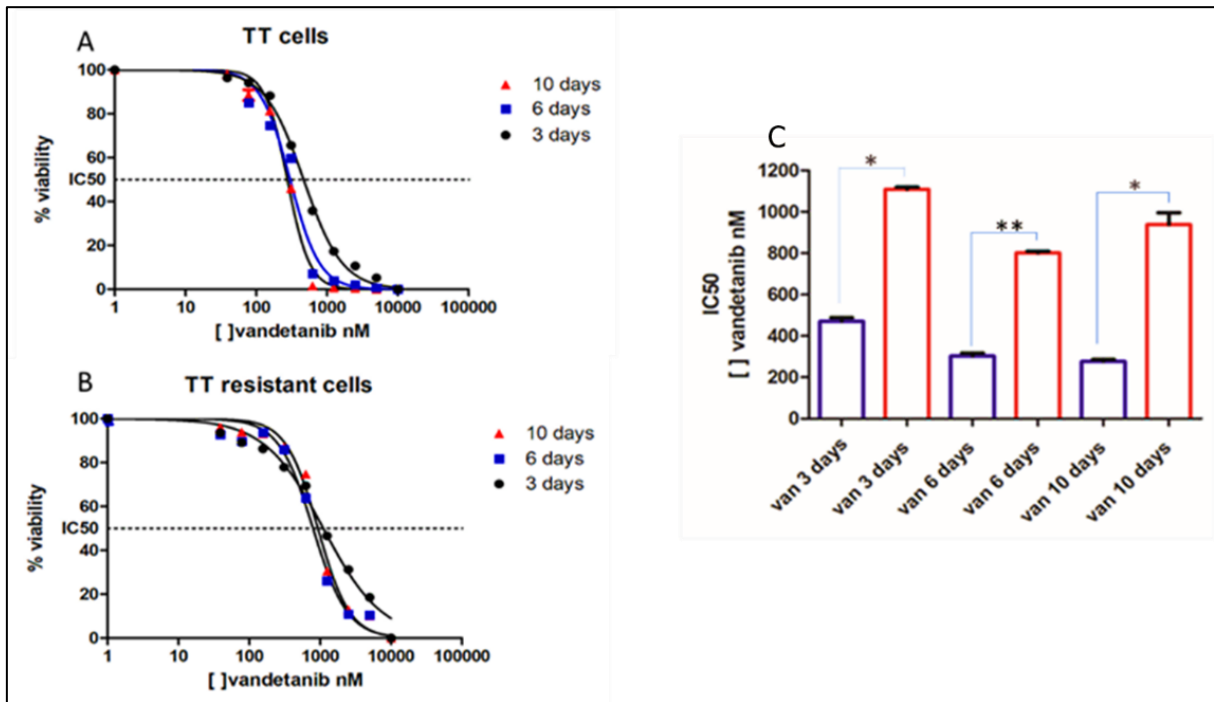 A
TT cells
100
80
60
IC50
40
20
0
% viability
1
10
100
1000
10000
100000
[ ]vandetanib nM
10 days
6 days
3 days
B
TT resistant cells
100
80
60
IC50
40
20
0
% viability
1
10
100
1000
10000
100000
[ ]vandetanib nM
10 days
6 days
3 days
C
1200
1000
800
600
400
200
0
IC50
[ ] vandetanib nM
*
**
*
van 3 days
van 3 days
van 6 days
van 6 days
van 10 days
van 10 days